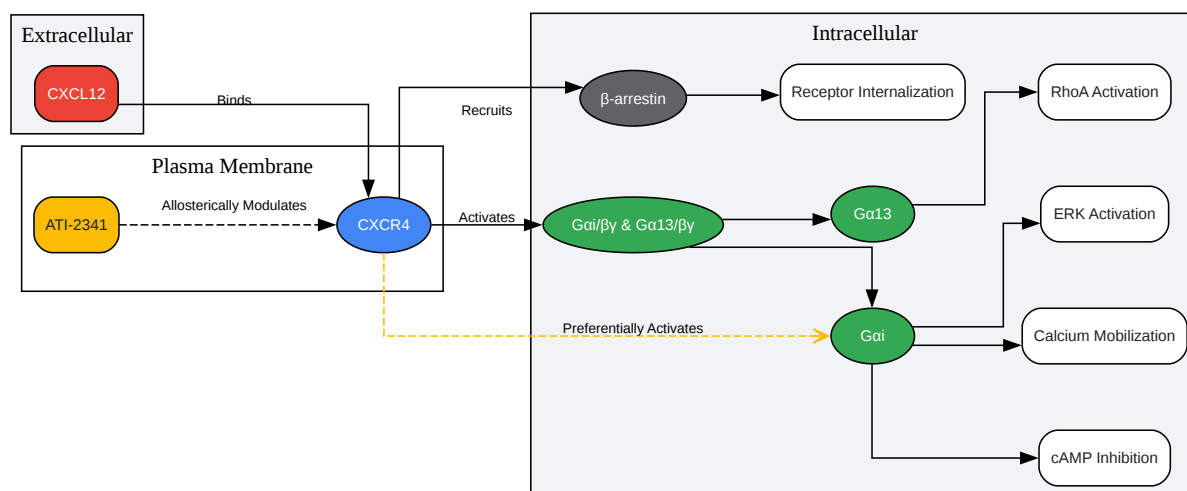 Extracellular
CXCL12
Binds
Plasma Membrane
ATI-2341
Allosterically Modulates
CXCR4
Recruits
Activates
Preferentially Activates
Intracellular
β-arrestin
Receptor Internalization
RhoA Activation
Gαi/βγ & Gα13/βγ
Gα13
ERK Activation
Gαi
Calcium Mobilization
cAMP Inhibition